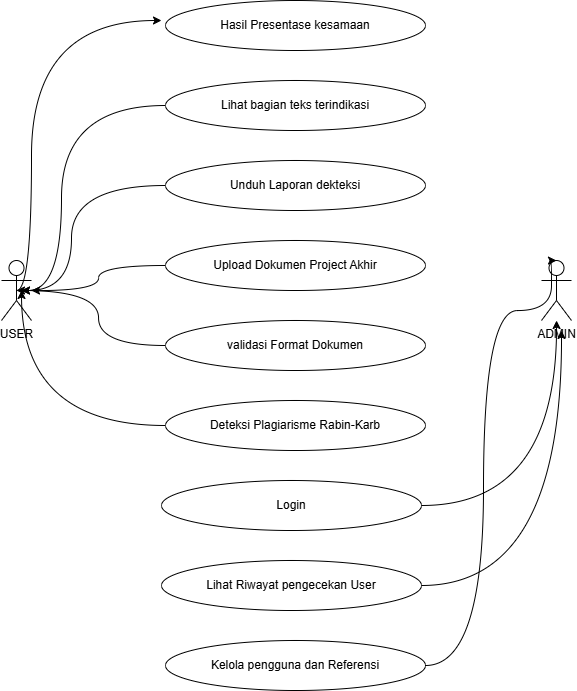 Hasil Presentase kesamaan
Lihat bagian teks terindikasi
Unduh Laporan dekteksi
Upload Dokumen Project Akhir
USER
ADMIN
validasi Format Dokumen
Deteksi Plagiarisme Rabin-Karb
Login
Lihat Riwayat pengecekan User
Kelola pengguna dan Referensi